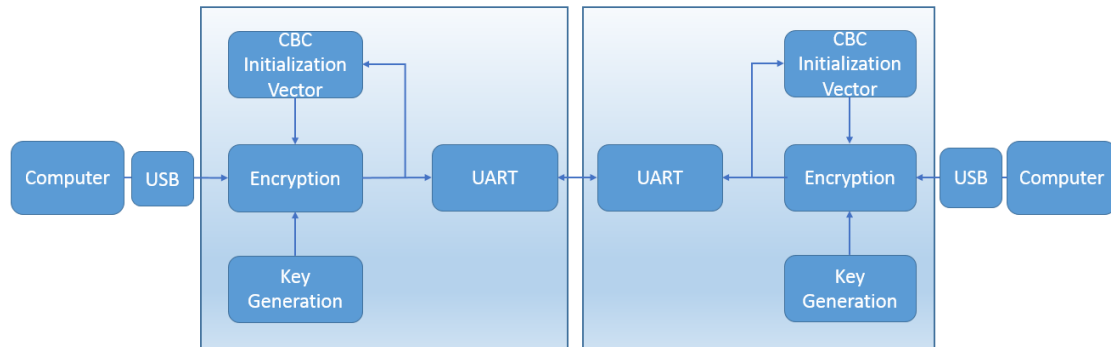 CBC
Initialization
Vector
Computer
USB
Encryption
UART
Key
Generation
CBC
Initialization
Vector
UART
Encryption
USB
Computer
Key
Generation